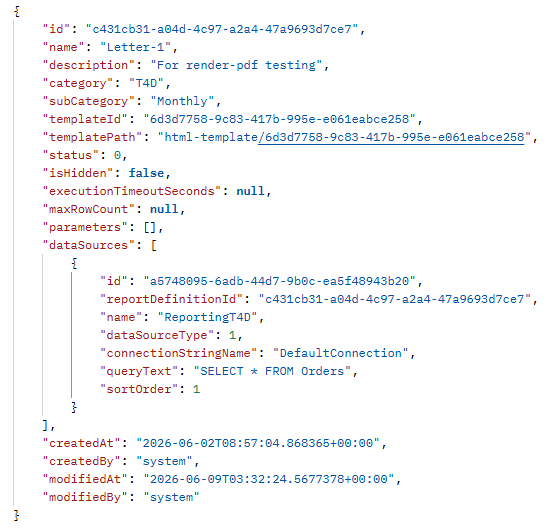 {
    "id": "c431cb31-a04d-4c97-a2a4-47a9693d7ce7",
    "name": "Letter-1",
    "description": "For render-pdf testing",
    "category": "T4D",
    "subCategory": "Monthly",
    "templateId": "6d3d7758-9c83-417b-995e-e061eabce258",
    "templatePath": "html-template/6d3d7758-9c83-417b-995e-e061eabce258",
    "status": 0,
    "isHidden": false,
    "executionTimeoutSeconds": null,
    "maxRowCount": null,
    "parameters": [],
    "dataSources": [
        {
            "id": "a5748095-6adb-44d7-9b0c-ea5f48943b20",
            "reportDefinitionId": "c431cb31-a04d-4c97-a2a4-47a9693d7ce7",
            "name": "ReportingT4D",
            "dataSourceType": 1,
            "connectionStringName": "DefaultConnection",
            "queryText": "SELECT * FROM Orders",
            "sortOrder": 1
        }
    ],
    "createdAt": "2026-06-02T08:57:04.868365+00:00",
    "createdBy": "system",
    "modifiedAt": "2026-06-09T03:32:24.5677378+00:00",
    "modifiedBy": "system"
}